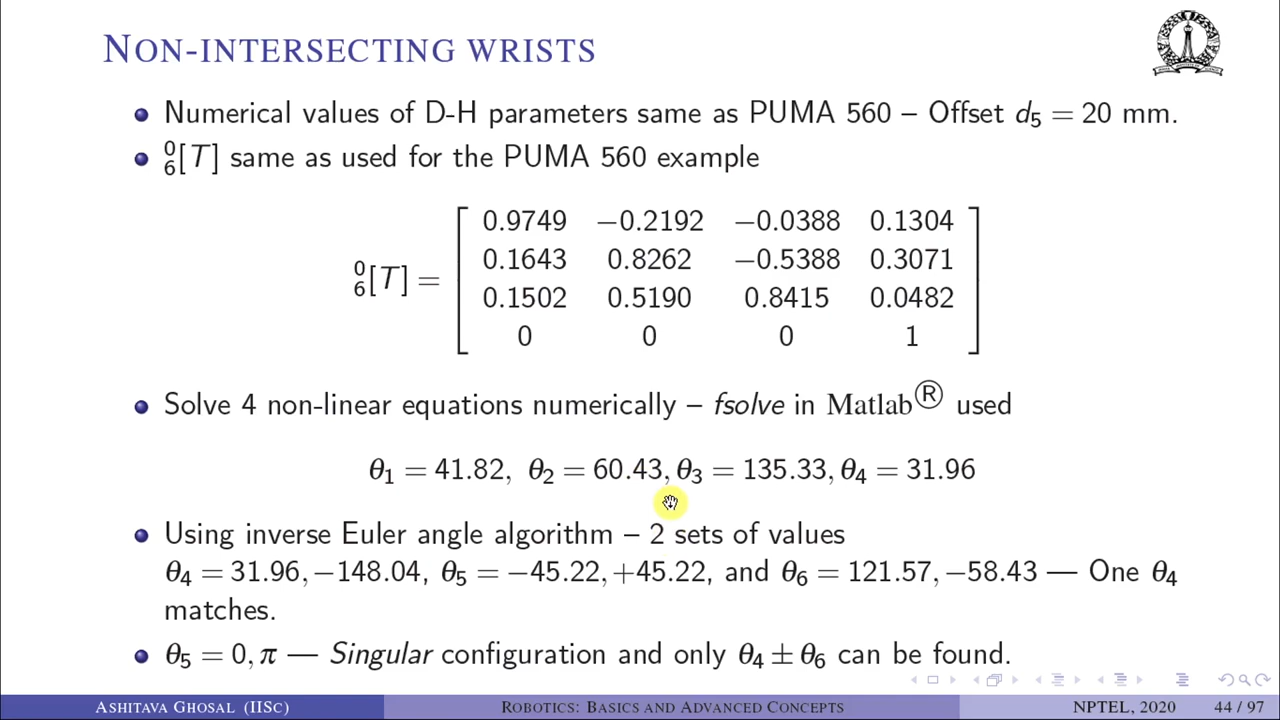 NON-INTERSECTING WRISTS
Numerical values of D-H parameters same as PUMA 560 – Offset d₅ = 20 mm.
⁰₆[T] same as used for the PUMA 560 example
0.9749 −0.2192 −0.0388 0.1304
0.1643 0.8262 −0.5388 0.3071
⁰₆[T] =
0.1502 0.5190 0.8415 0.0482
0 0 0 1
Solve 4 non-linear equations numerically – fsolve in Matlab® used
θ₁ = 41.82, θ₂ = 60.43, θ₃ = 135.33, θ₄ = 31.96
Using inverse Euler angle algorithm – 2 sets of values
θ₄ = 31.96, −148.04, θ₅ = −45.22, +45.22, and θ₆ = 121.57, −58.43 — One θ₄
matches.
θ₅ = 0, π — Singular configuration and only θ₄ ± θ₆ can be found.
ASHITAVA GHOSAL (IISC) ROBOTICS: BASICS AND ADVANCED CONCEPTS NPTEL, 2020 44 / 97